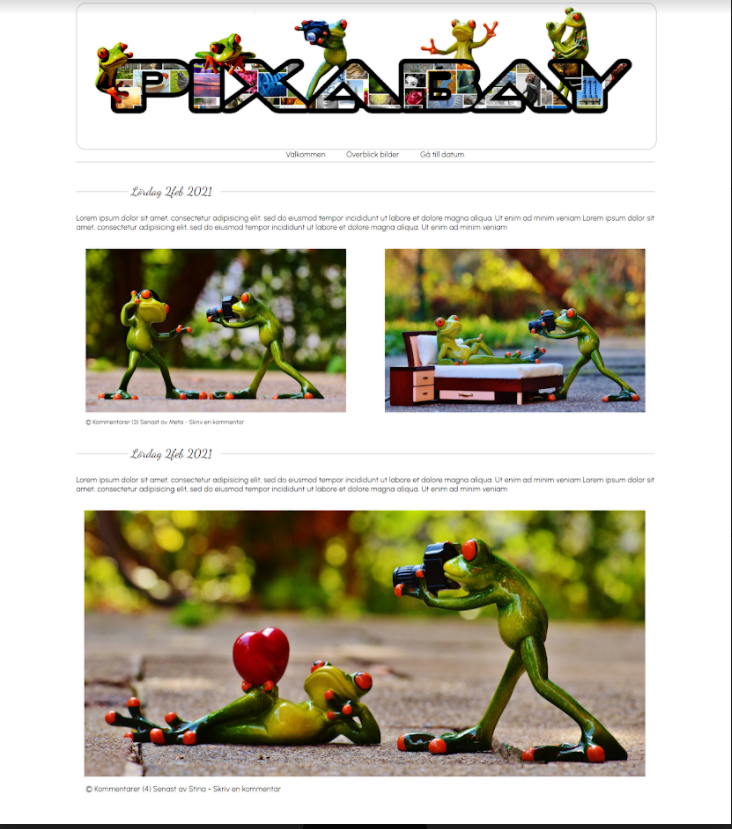 PIXABAY
Välkommen Överblick bilder Gå till datum
Lördag 2feb 2021
Lorem ipsum dolor sit amet, consectetur adipisicing elit, sed do eiusmod tempor incididunt ut labore et dolore magna aliqua. Ut enim ad minim veniam Lorem ipsum dolor sit
amet, consectetur adipisicing elit, sed do eiusmod tempor incididunt ut labore et dolore magna aliqua. Ut enim ad minim veniam
© Kommentarer (3) Senast av Meta - Skriv en kommentar
Lördag 2feb 2021
Lorem ipsum dolor sit amet, consectetur adipisicing elit, sed do eiusmod tempor incididunt ut labore et dolore magna aliqua. Ut enim ad minim veniam Lorem ipsum dolor sit
amet, consectetur adipisicing elit, sed do eiusmod tempor incididunt ut labore et dolore magna aliqua. Ut enim ad minim veniam
© Kommentarer (4) Senast av Stina - Skriv en kommentar